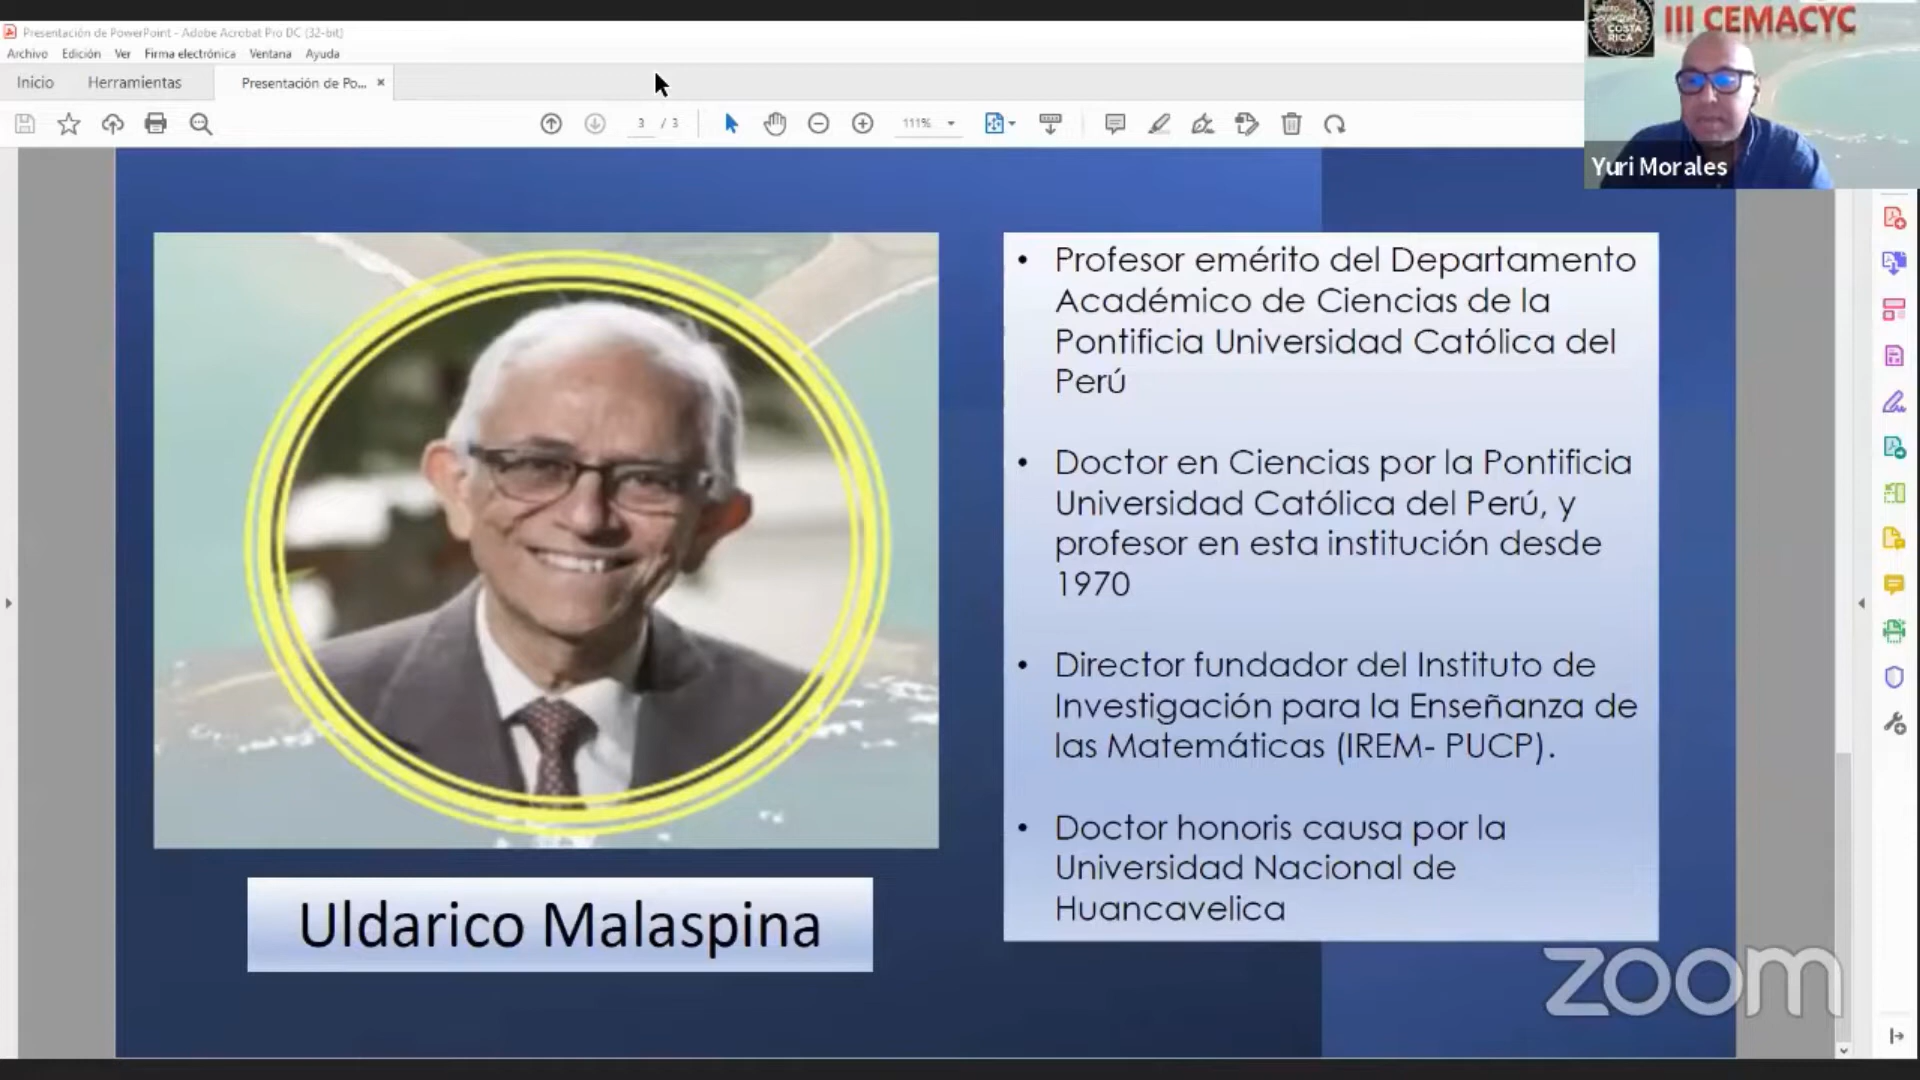 Presentación de PowerPoint - Adobe Acrobat Pro DC (32-bit)
Archivo Edición Ver Firma electrónica Ventana Ayuda
Inicio Herramientas Presentación de Po... ×
3 / 3 111%
III CEMACYC
COSTA
RICA
Yuri Morales
• Profesor emérito del Departamento
Académico de Ciencias de la
Pontificia Universidad Católica del
Perú
• Doctor en Ciencias por la Pontificia
Universidad Católica del Perú, y
profesor en esta institución desde
1970
• Director fundador del Instituto de
Investigación para la Enseñanza de
las Matemáticas (IREM- PUCP).
• Doctor honoris causa por la
Universidad Nacional de
Huancavelica
Uldarico Malaspina
zoom